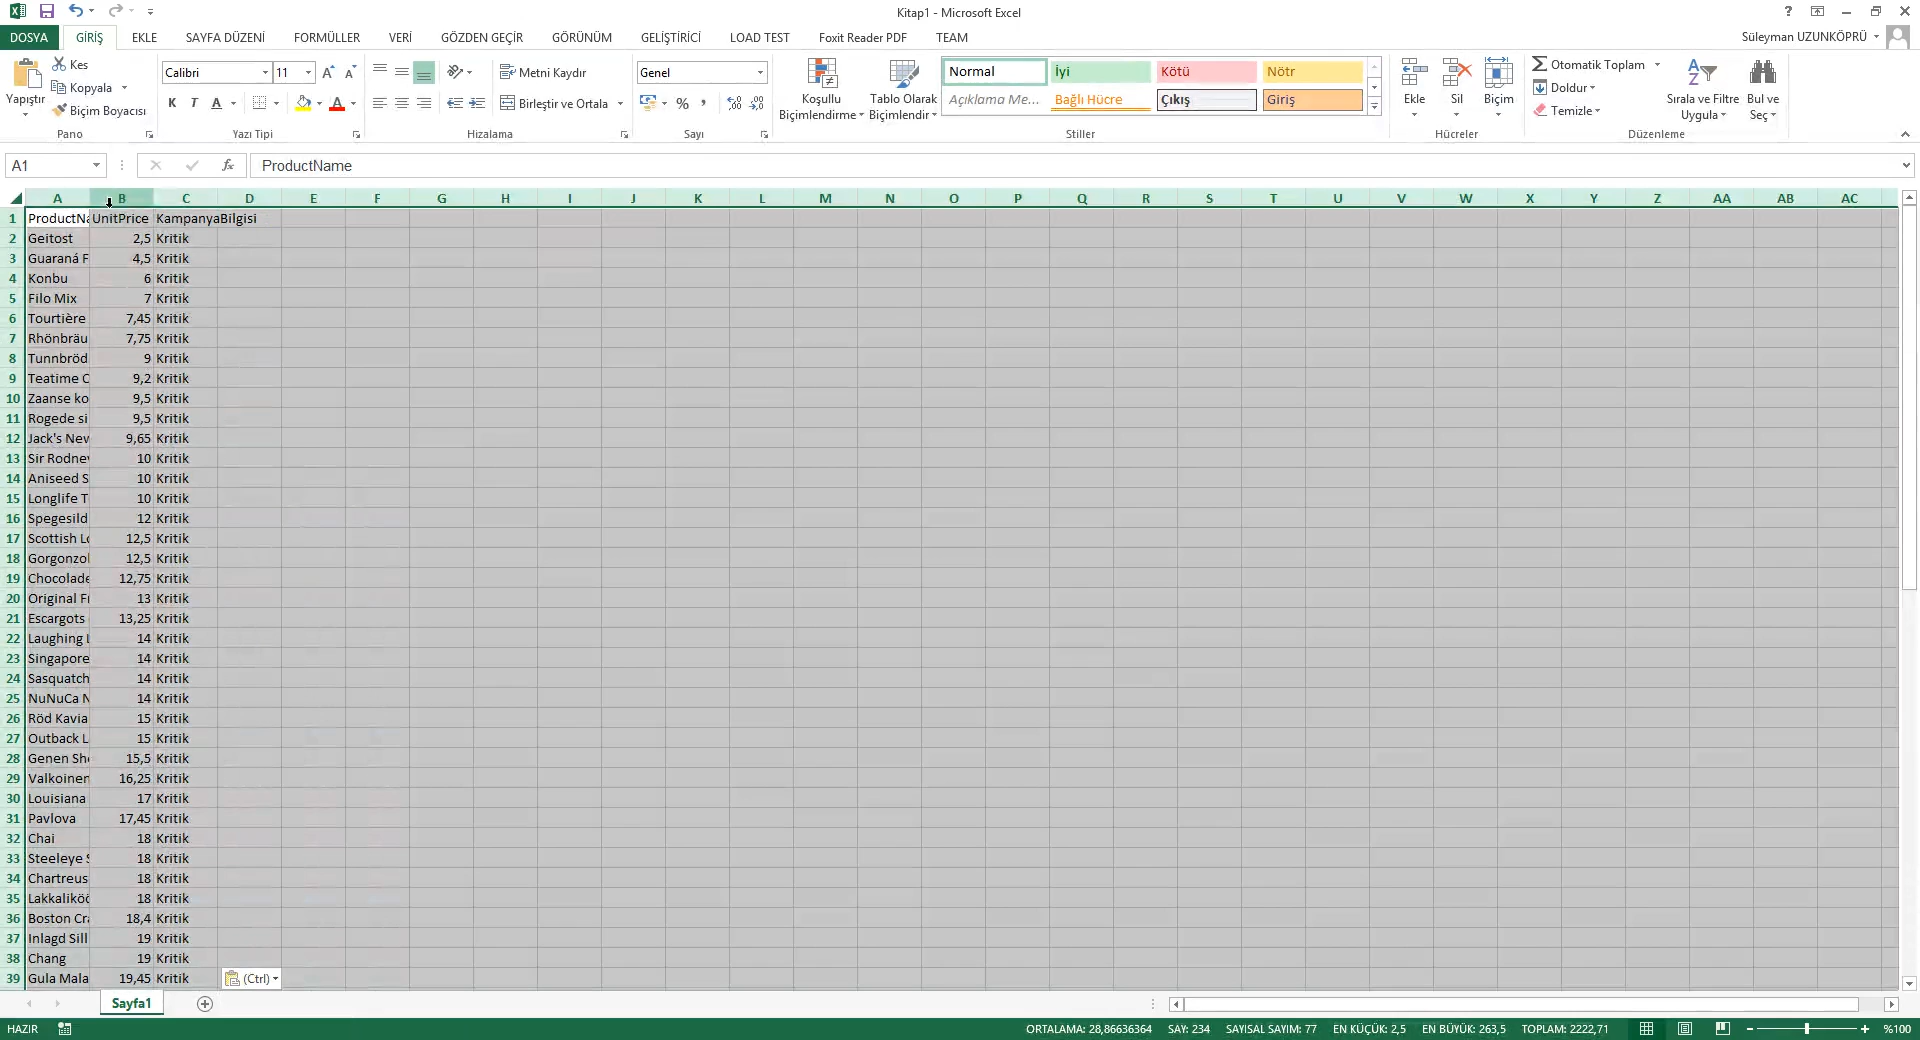 Kitap1 - Microsoft Excel
DOSYA GİRİŞ EKLE SAYFA DÜZENİ FORMÜLLER VERİ GÖZDEN GEÇİR GÖRÜNÜM GELİŞTİRİCİ LOAD TEST Foxit Reader PDF TEAM Süleyman UZUNKÖPRÜ
Yapıştır Kes Kopyala Biçim Boyacısı
Pano
Calibri 11
K T A
Yazı Tipi
Metni Kaydır
Birleştir ve Ortala
Hizalama
Genel
Sayı
Koşullu Biçimlendirme
Tablo Olarak Biçimlendir
Normal İyi Kötü Nötr
Açıklama Me... Bağlı Hücre Çıkış Giriş
Stiller
Ekle Sil Biçim
Hücreler
Otomatik Toplam
Doldur
Temizle
Sırala ve Filtre Uygula
Bul ve Seç
Düzenleme
A1 fx ProductName
A B C D E F G H I J K L M N O P Q R S T U V W X Y Z AA AB AC
1 ProductNa UnitPrice KampanyaBilgisi
2 Geitost 2,5 Kritik
3 Guaraná F 4,5 Kritik
4 Konbu 6 Kritik
5 Filo Mix 7 Kritik
6 Tourtière 7,45 Kritik
7 Rhönbräu 7,75 Kritik
8 Tunnbröd 9 Kritik
9 Teatime C 9,2 Kritik
10 Zaanse ko 9,5 Kritik
11 Rogede si 9,5 Kritik
12 Jack's New 9,65 Kritik
13 Sir Rodney 10 Kritik
14 Aniseed S 10 Kritik
15 Longlife T 10 Kritik
16 Spegesild 12 Kritik
17 Scottish Lo 12,5 Kritik
18 Gorgonzol 12,5 Kritik
19 Chocolade 12,75 Kritik
20 Original Fr 13 Kritik
21 Escargots 13,25 Kritik
22 Laughing L 14 Kritik
23 Singapore 14 Kritik
24 Sasquatch 14 Kritik
25 NuNuCa N 14 Kritik
26 Röd Kavia 15 Kritik
27 Outback L 15 Kritik
28 Genen Sho 15,5 Kritik
29 Valkoinen 16,25 Kritik
30 Louisiana 17 Kritik
31 Pavlova 17,45 Kritik
32 Chai 18 Kritik
33 Steeleye S 18 Kritik
34 Chartreus 18 Kritik
35 Lakkalikö 18 Kritik
36 Boston Cra 18,4 Kritik
37 Inlagd Sill 19 Kritik
38 Chang 19 Kritik
39 Gula Mala 19,45 Kritik (Ctrl)
Sayfa1
HAZIR ORTALAMA: 28,86636364 SAY: 234 SAYISAL SAYIM: 77 EN KÜÇÜK: 2,5 EN BÜYÜK: 263,5 TOPLAM: 2222,71 %100